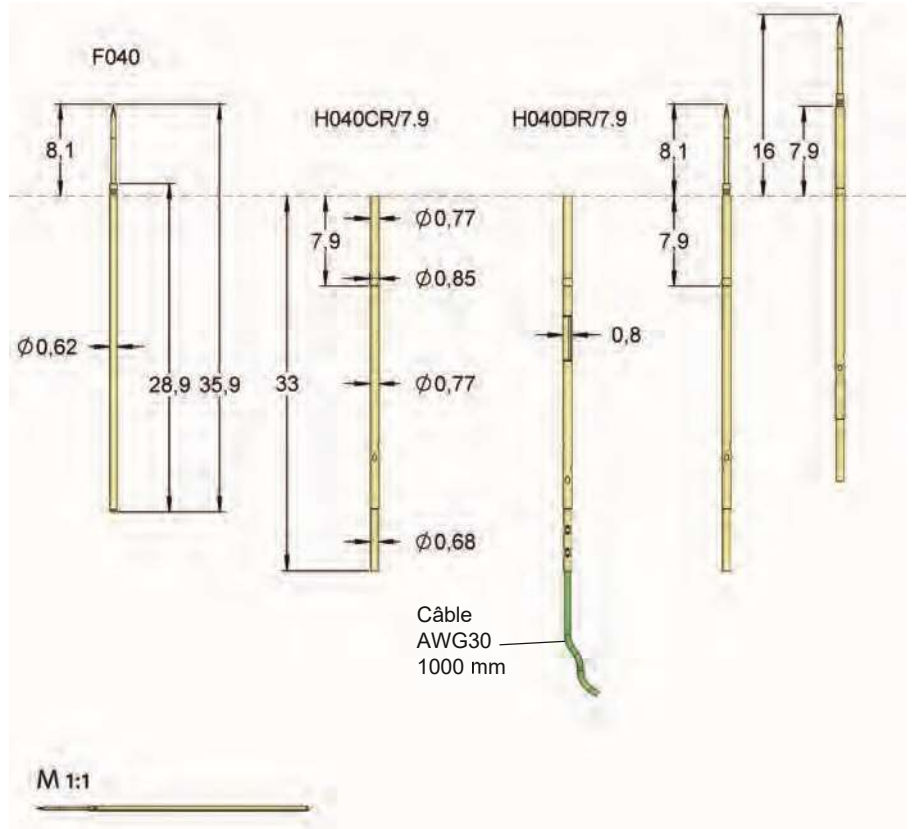 F040
H040CR/7.9
H040DR/7.9
16
7,9
8,1
8,1
7,9
Ø0,77
7,9
Ø0,85
0,8
Ø0,62
28,9
35,9
33
Ø0,77
Ø0,68
Câble
AWG30
1000 mm
M 1:1